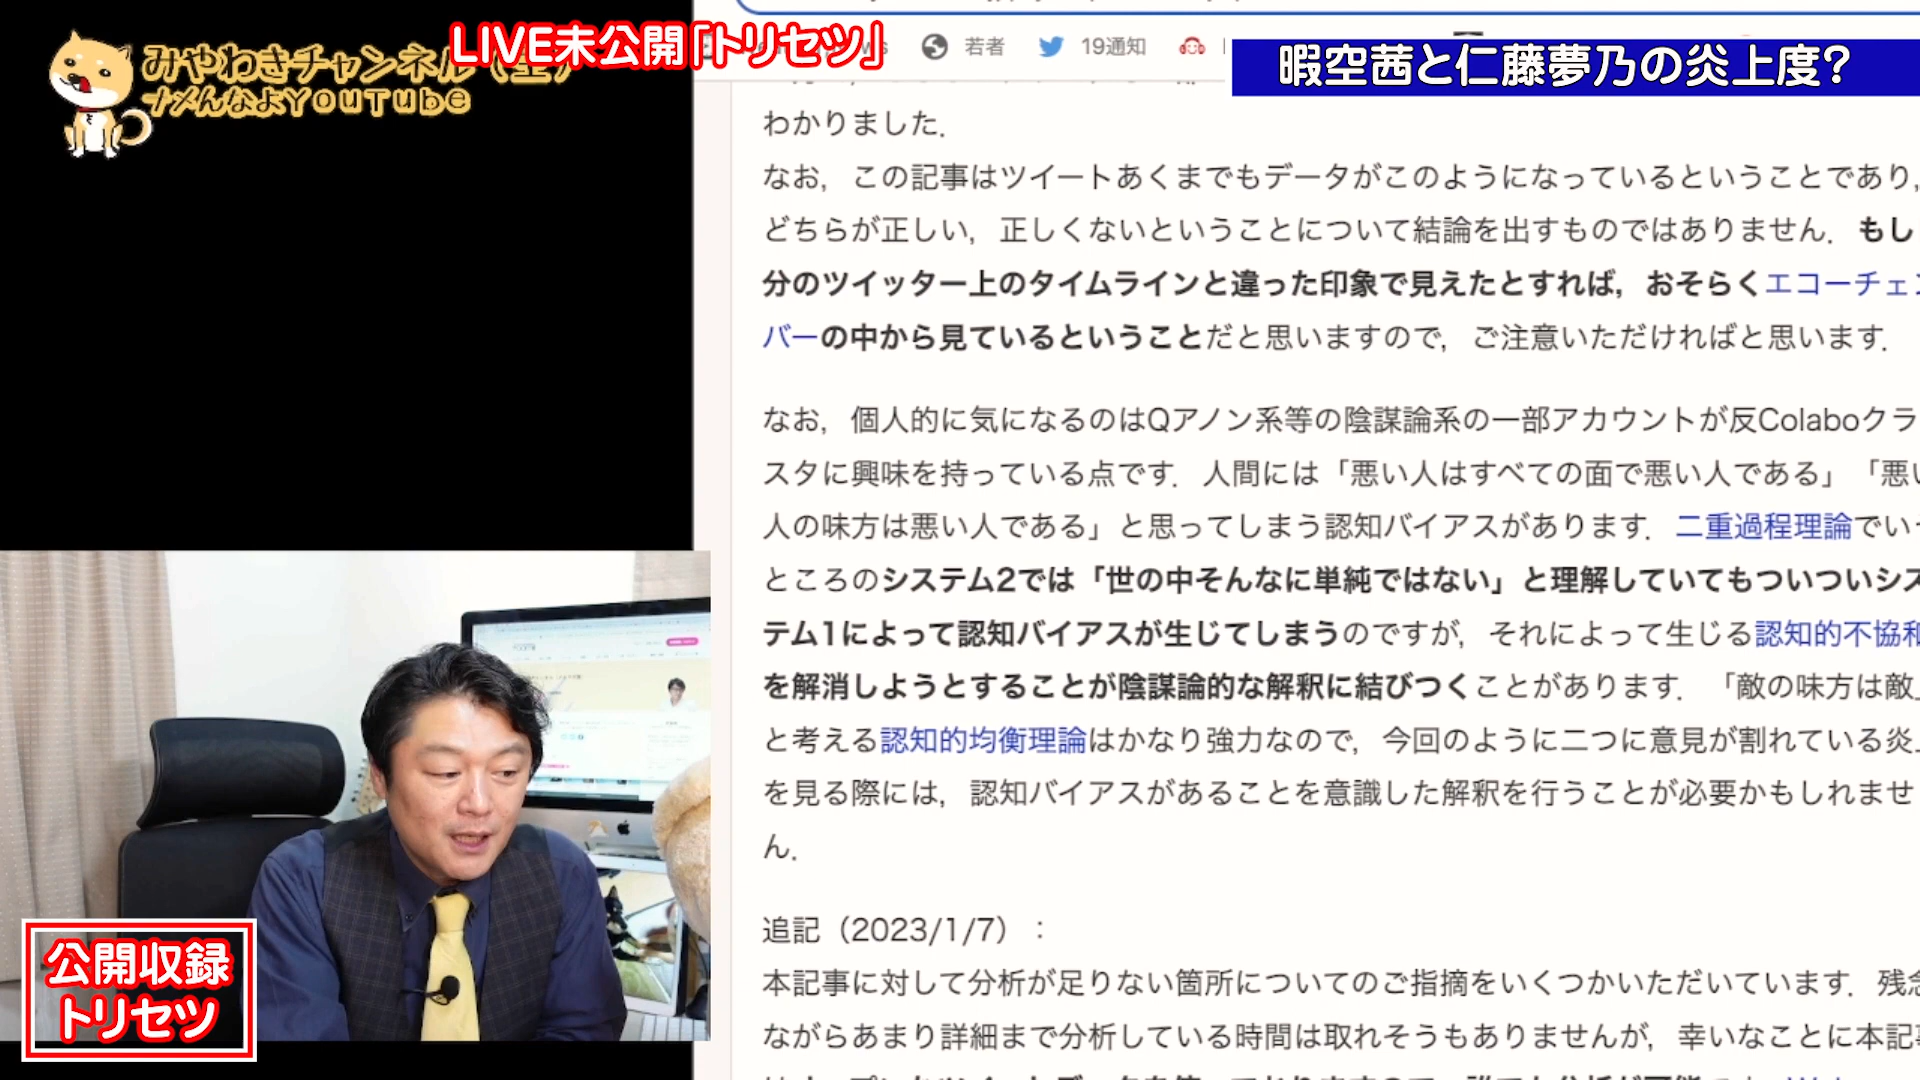 みやわきチャンネル(
ナメんなよYouTube
LIVE未公開「トリセツ」
若者
19通知
暇空茜と仁藤夢乃の炎上度?
わかりました．
なお，この記事はツイートあくまでもデータがこのようになっているということであり，
どちらが正しい，正しくないということについて結論を出すものではありません．もし
分のツイッター上のタイムラインと違った印象で見えたとすれば，おそらくエコーチェン
バーの中から見ているということだと思いますので，ご注意いただければと思います．
なお，個人的に気になるのはQアノン系等の陰謀論系の一部アカウントが反Colaboクラ
スタに興味を持っている点です．人間には「悪い人はすべての面で悪い人である」「悪い
人の味方は悪い人である」と思ってしまう認知バイアスがあります．二重過程理論でいう
ところのシステム2では「世の中そんなに単純ではない」と理解していてもついついシス
テム1によって認知バイアスが生じてしまうのですが，それによって生じる認知的不協和
を解消しようとすることが陰謀論的な解釈に結びつくことがあります．「敵の味方は敵」
と考える認知的均衡理論はかなり強力なので，今回のように二つに意見が割れている炎上
を見る際には，認知バイアスがあることを意識した解釈を行うことが必要かもしれませ
ん．
追記（2023/1/7）：
本記事に対して分析が足りない箇所についてのご指摘をいくつかいただいています．残念
ながらあまり詳細まで分析している時間は取れそうもありませんが，幸いなことに本記事
公開収録
トリセツ